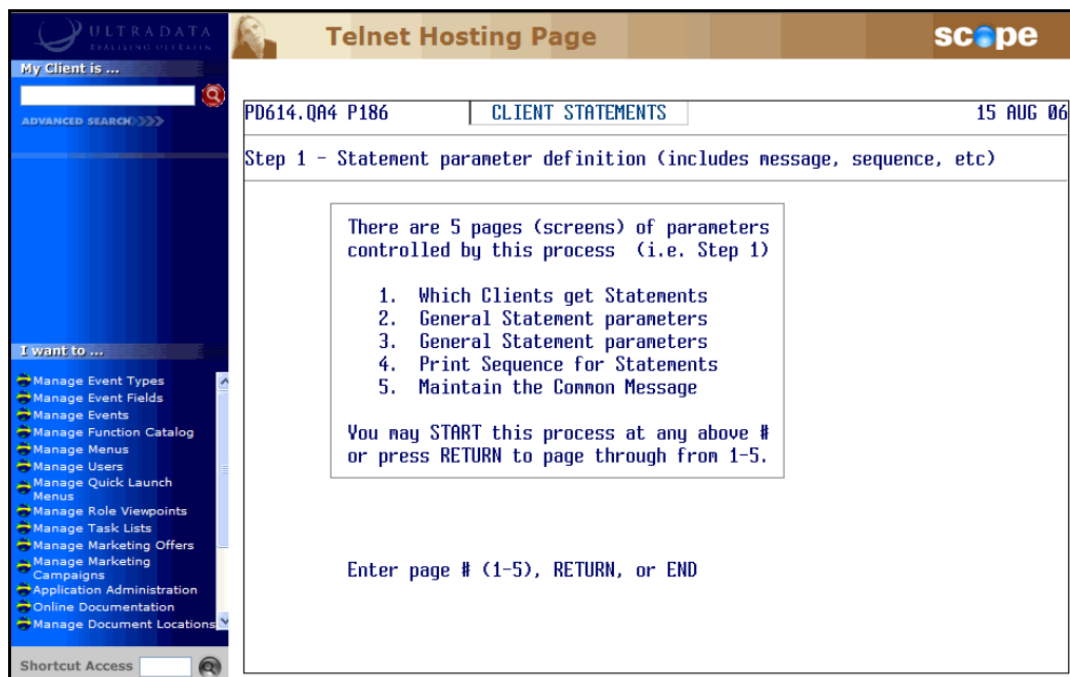 ULTRADATA
Telnet Hosting Page
scope
My Client is ...
ADVANCED SEARCH
PD614.QA4 P186
CLIENT STATEMENTS
15 AUG 06
Step 1 - Statement parameter definition (includes message, sequence, etc)
There are 5 pages (screens) of parameters
controlled by this process (i.e. Step 1)
1. Which Clients get Statements
2. General Statement parameters
3. General Statement parameters
4. Print Sequence for Statements
5. Maintain the Common Message
You may START this process at any above #
or press RETURN to page through from 1-5.
Enter page # (1-5), RETURN, or END
I want to ...
Manage Event Types
Manage Event Fields
Manage Events
Manage Function Catalog
Manage Menus
Manage Users
Manage Quick Launch
Menus
Manage Role Viewpoints
Manage Task Lists
Manage Marketing Offers
Manage Marketing
Campaigns
Application Administration
Online Documentation
Manage Document Locations
Shortcut Access